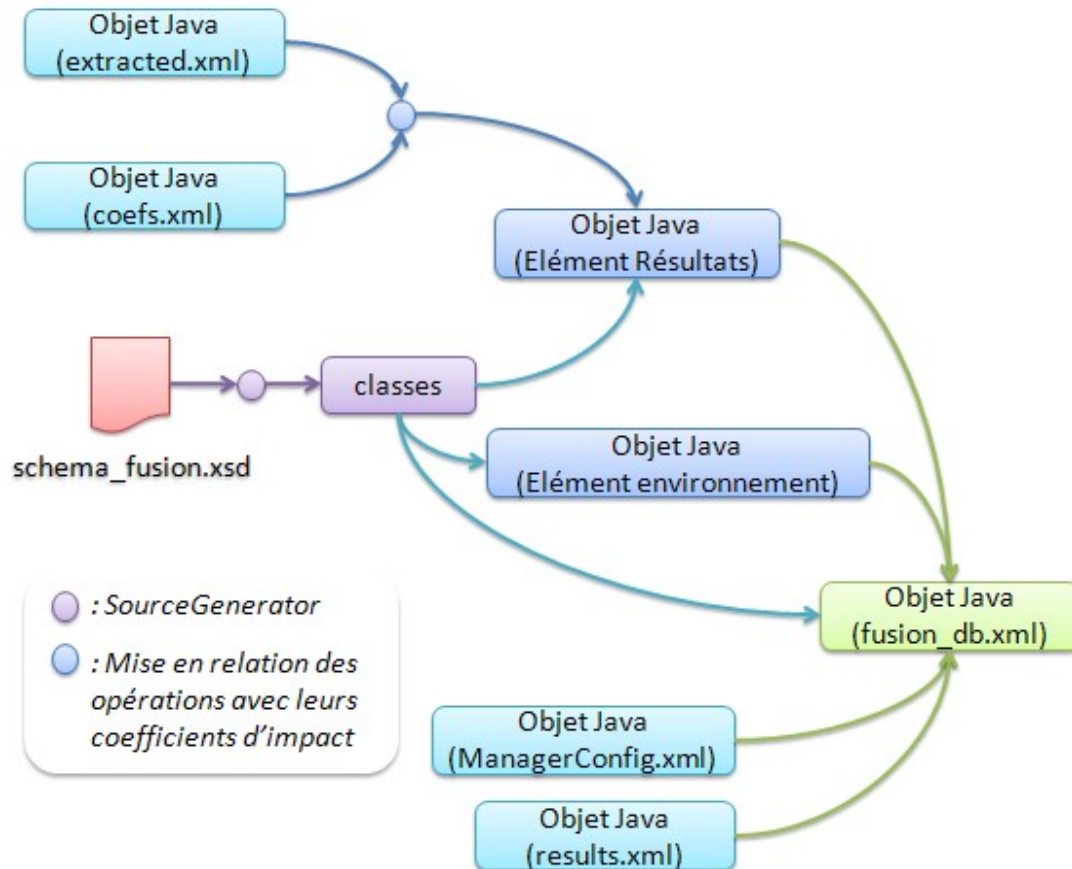 Objet Java
(extracted.xml)
Objet Java
(coefs.xml)
Objet Java
(Elément Résultats)
classes
schema_fusion.xsd
Objet Java
(Elément environnement)
Objet Java
(fusion_db.xml)
: SourceGenerator
: Mise en relation des
opérations avec leurs
coefficients d'impact
Objet Java
(ManagerConfig.xml)
Objet Java
(results.xml)